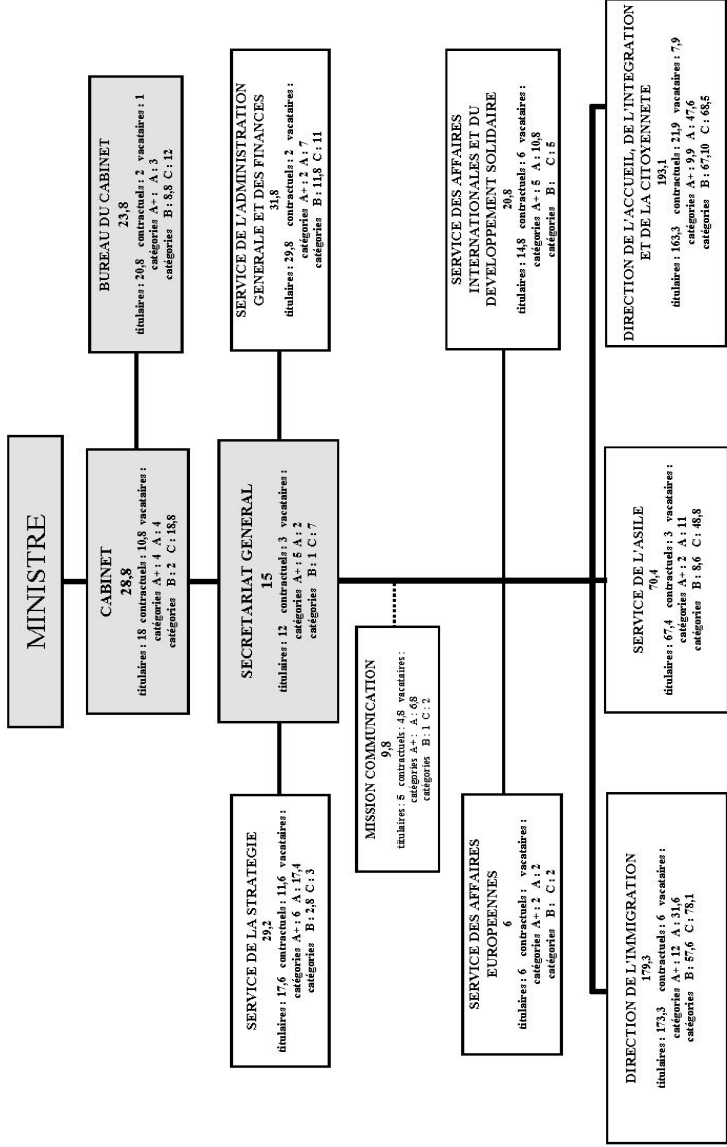 MINISTRE
CABINET
28,8
titulaires : 18 contractuels : 10,8 vacataires :
catégories A+ : 4 A : 4
catégories B : 2 C : 18,8
BUREAU DU CABINET
23,8
titulaires : 20,8 contractuels : 2 vacataires : 1
catégories A+ : A : 3
catégories B : 8,8 C : 12
SERVICE DE LA STRATEGIE
29,2
titulaires : 17,6 contractuels : 11,6 vacataires :
catégories A+ : 6 A : 17,4
catégories B : 2,8 C : 3
SECRETARIAT GENERAL
15
titulaires : 12 contractuels : 3 vacataires :
catégories A+ : 5 A : 2
catégories B : 1 C : 7
SERVICE DE L'ADMINISTRATION
GENERALE ET DES FINANCES
31,8
titulaires : 29,8 contractuels : 2 vacataires :
catégories A+ : 2 A : 7
catégories B : 11,8 C : 11
MISSION COMMUNICATION
9,8
titulaires : 5 contractuels : 4,8 vacataires :
catégories A+ : A : 6,8
catégories B : 1 C : 2
SERVICE DES AFFAIRES
EUROPEENNES
6
titulaires : 6 contractuels : vacataires :
catégories A+ : 2 A : 2
catégories B : C : 2
SERVICE DES AFFAIRES
INTERNATIONALES ET DU
DEVELOPPEMENT SOLIDAIRE
20,8
titulaires : 14,8 contractuels : 6 vacataires :
catégories A+ : 5 A : 10,8
catégories B : C : 5
DIRECTION DE L'IMMIGRATION
179,3
titulaires : 173,3 contractuels : 6 vacataires :
catégories A+ : 12 A : 31,6
catégories B : 57,6 C : 78,1
SERVICE DE L'ASILE
70,4
titulaires : 67,4 contractuels : 3 vacataires :
catégories A+ : 2 A : 11
catégories B : 8,6 C : 48,8
DIRECTION DE L'ACCUEIL, DE L'INTEGRATION
ET DE LA CITOYENNETE
193,1
titulaires : 163,3 contractuels : 21,9 vacataires : 7,9
catégories A+ : 9,9 A : 47,6
catégories B : 67,10 C : 68,5